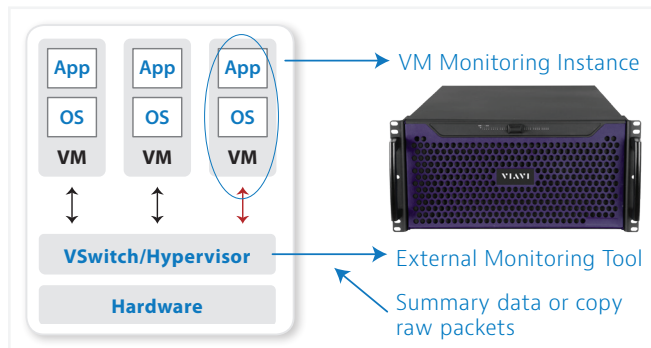 App App App
OS OS OS
VM VM VM
VSwitch/Hypervisor
Hardware
VM Monitoring Instance
VIAVI
External Monitoring Tool
Summary data or copy
raw packets